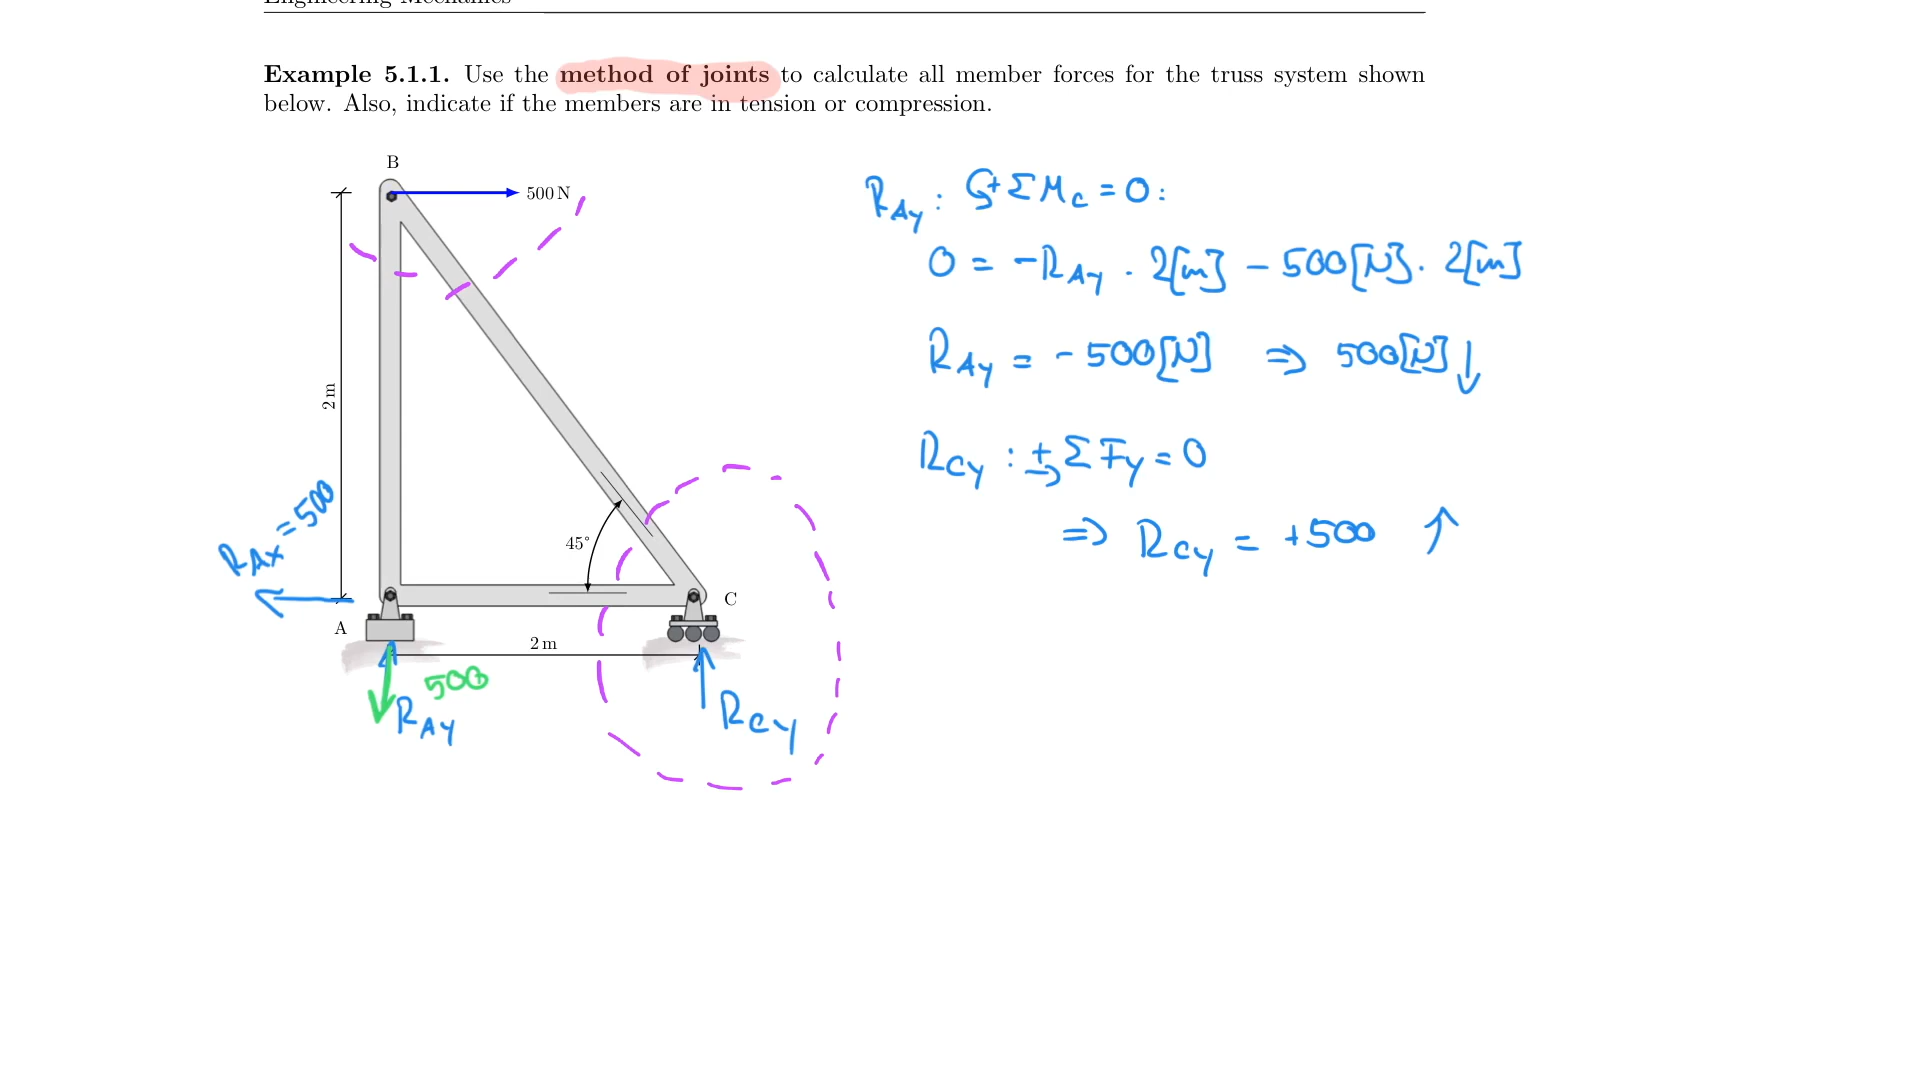 Engineering Mechanics
Example 5.1.1. Use the method of joints to calculate all member forces for the truss system shown
below. Also, indicate if the members are in tension or compression.
B
500 N
2 m
45°
A
C
2 m
R_AX = 500
500
R_AY
R_CY
R_AY : ↺+ ΣM_C = 0 :
0 = -R_AY · 2[m] - 500[N] · 2[m]
R_AY = -500[N] ⇒ 500[N] ↓
R_CY : +→ ΣF_Y = 0
⇒ R_CY = +500 ↑